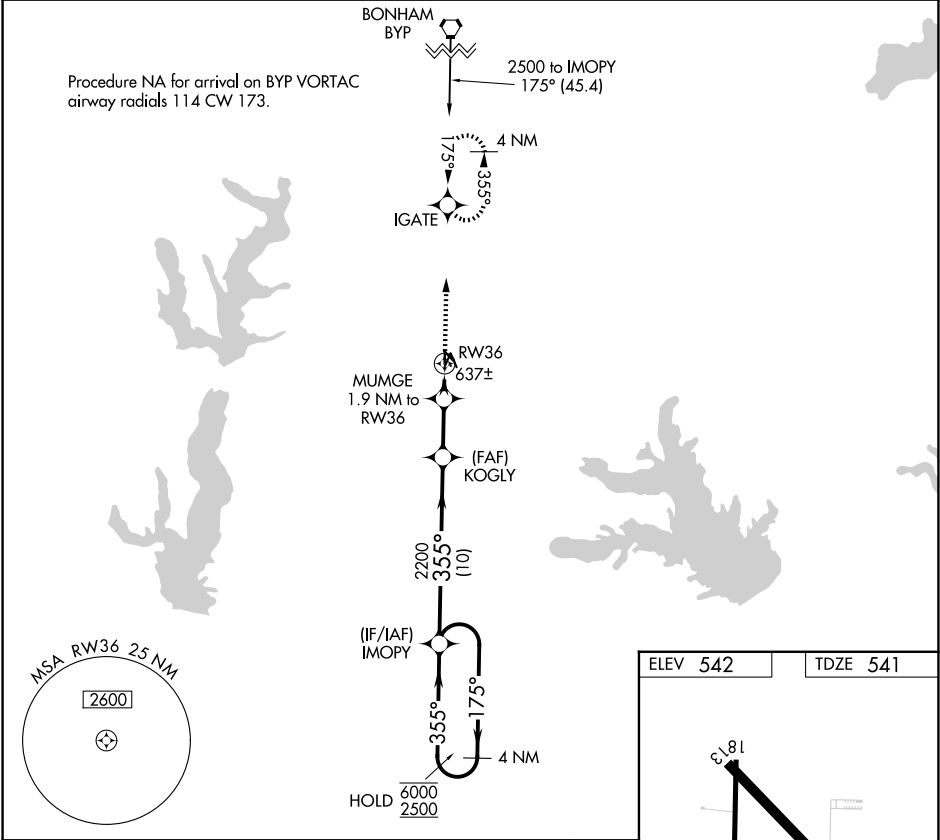 BONHAM
BYP
Procedure NA for arrival on BYP VORTAC
airway radials 114 CW 173.
2500 to IMOPY
175° (45.4)
4 NM
175°
355°
IGATE
RW36
637±
MUMGE
1.9 NM to
RW36
(FAF)
KOGLY
2200
355°
(10)
(IF/IAF)
IMOPY
MSA RW36 25 NM
2600
355°
175°
4 NM
HOLD
6000
2500
ELEV 542
TDZE 541
18
13